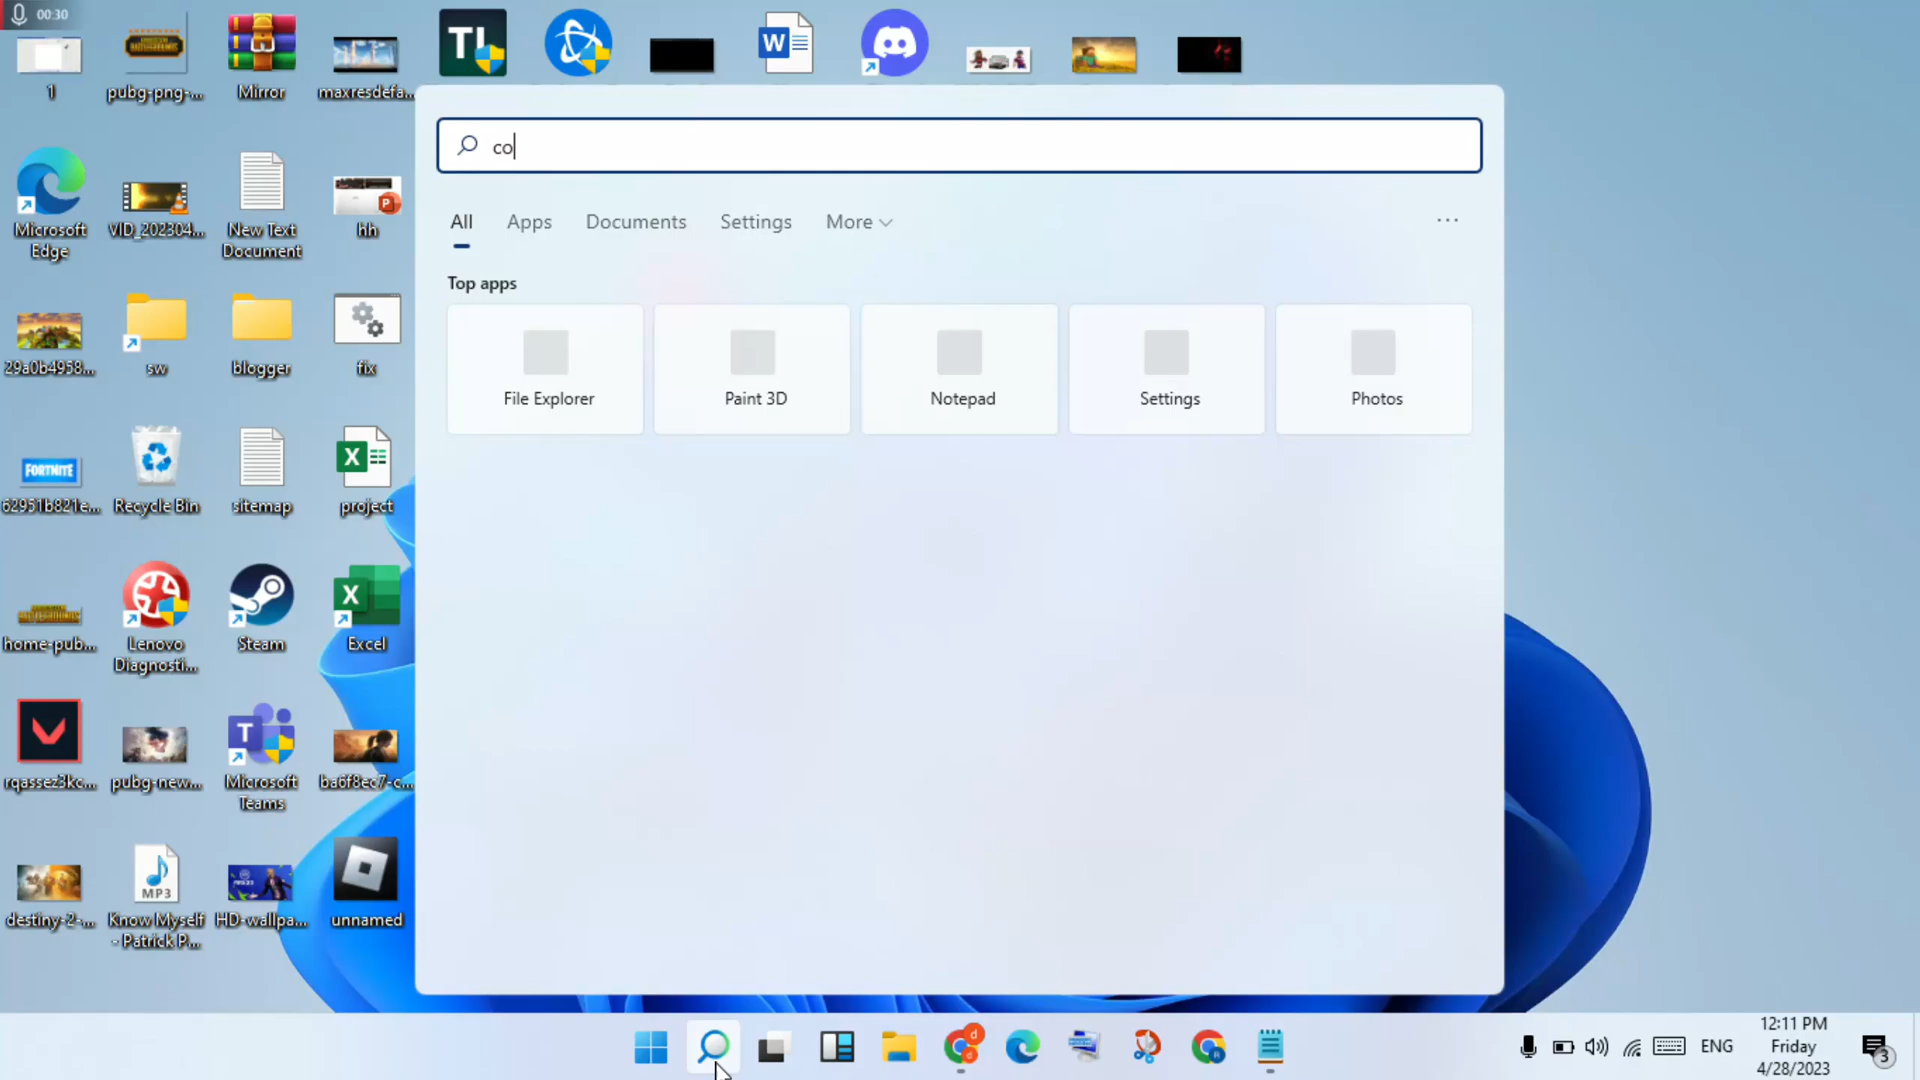 00:30
1
pubg-png-...
Mirror
maxresdefa...
TL
W
co
All
Apps
Documents
Settings
More
...
Top apps
File Explorer
Paint 3D
Notepad
Settings
Photos
Microsoft
Edge
VID_202304...
New Text
Document
P
hh
29a0b4958...
sw
blogger
fix
FORTNITE
62951b821e...
Recycle Bin
sitemap
X
project
home-pub...
Lenovo
Diagnosti...
Steam
X
Excel
rqassez3kc...
pubg-new...
T
Microsoft
Teams
ba6f8ec7-c...
destiny-2-...
MP3
Know Myself
- Patrick P...
HD-wallpa...
unnamed
d
d
R
ENG
12:11 PM
Friday
4/28/2023
3